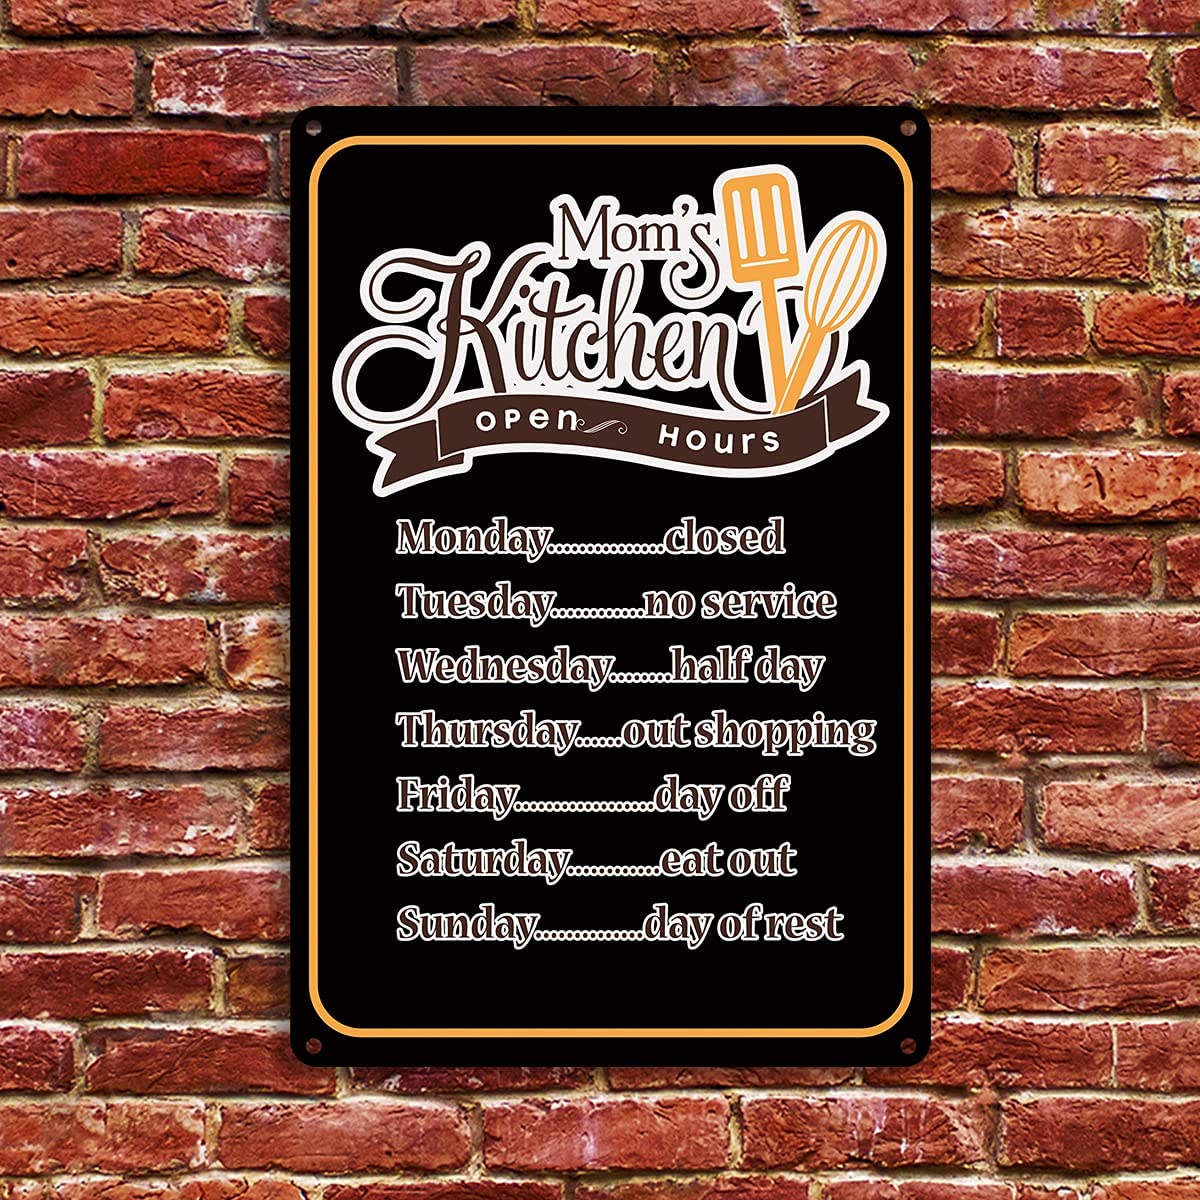 Mom's
Kitchen
open Hours
Monday...............closed
Tuesday............no service
Wednesday........half day
Thursday......out shopping
Friday..................day off
Saturday............eat out
Sunday..............day of rest